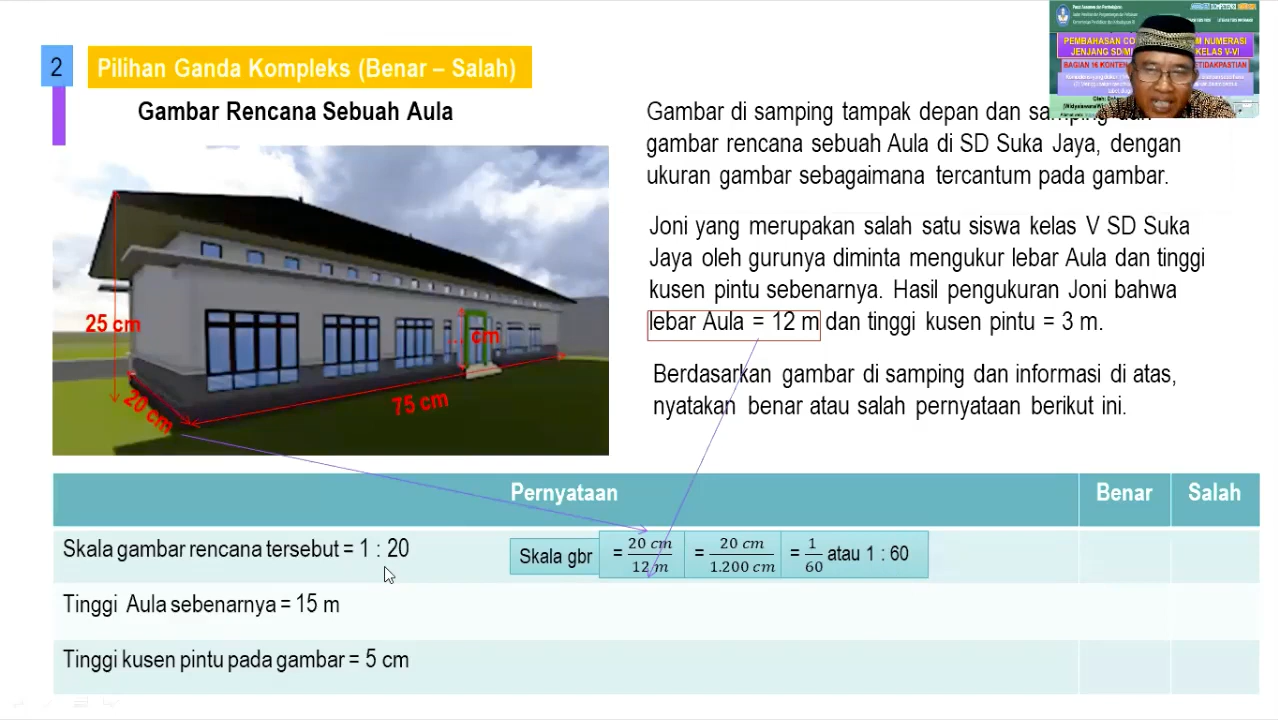 2
Pilihan Ganda Kompleks (Benar – Salah)
Gambar Rencana Sebuah Aula
25 cm
20 cm
75 cm
... cm
PEMBAHASAN
NUMERASI
JENJANG
KELAS V-VI
BAGIAN 16 KONTEN
Gambar di samping tampak depan dan
gambar rencana sebuah Aula di SD Suka Jaya, dengan
ukuran gambar sebagaimana tercantum pada gambar.
Joni yang merupakan salah satu siswa kelas V SD Suka
Jaya oleh gurunya diminta mengukur lebar Aula dan tinggi
kusen pintu sebenarnya. Hasil pengukuran Joni bahwa
lebar Aula = 12 m dan tinggi kusen pintu = 3 m.
Berdasarkan gambar di samping dan informasi di atas,
nyatakan benar atau salah pernyataan berikut ini.
Pernyataan Benar Salah
Skala gambar rencana tersebut = 1 : 20
Skala gbr = 20 cm / 12 m = 20 cm / 1.200 cm = 1 / 60 atau 1 : 60
Tinggi Aula sebenarnya = 15 m
Tinggi kusen pintu pada gambar = 5 cm